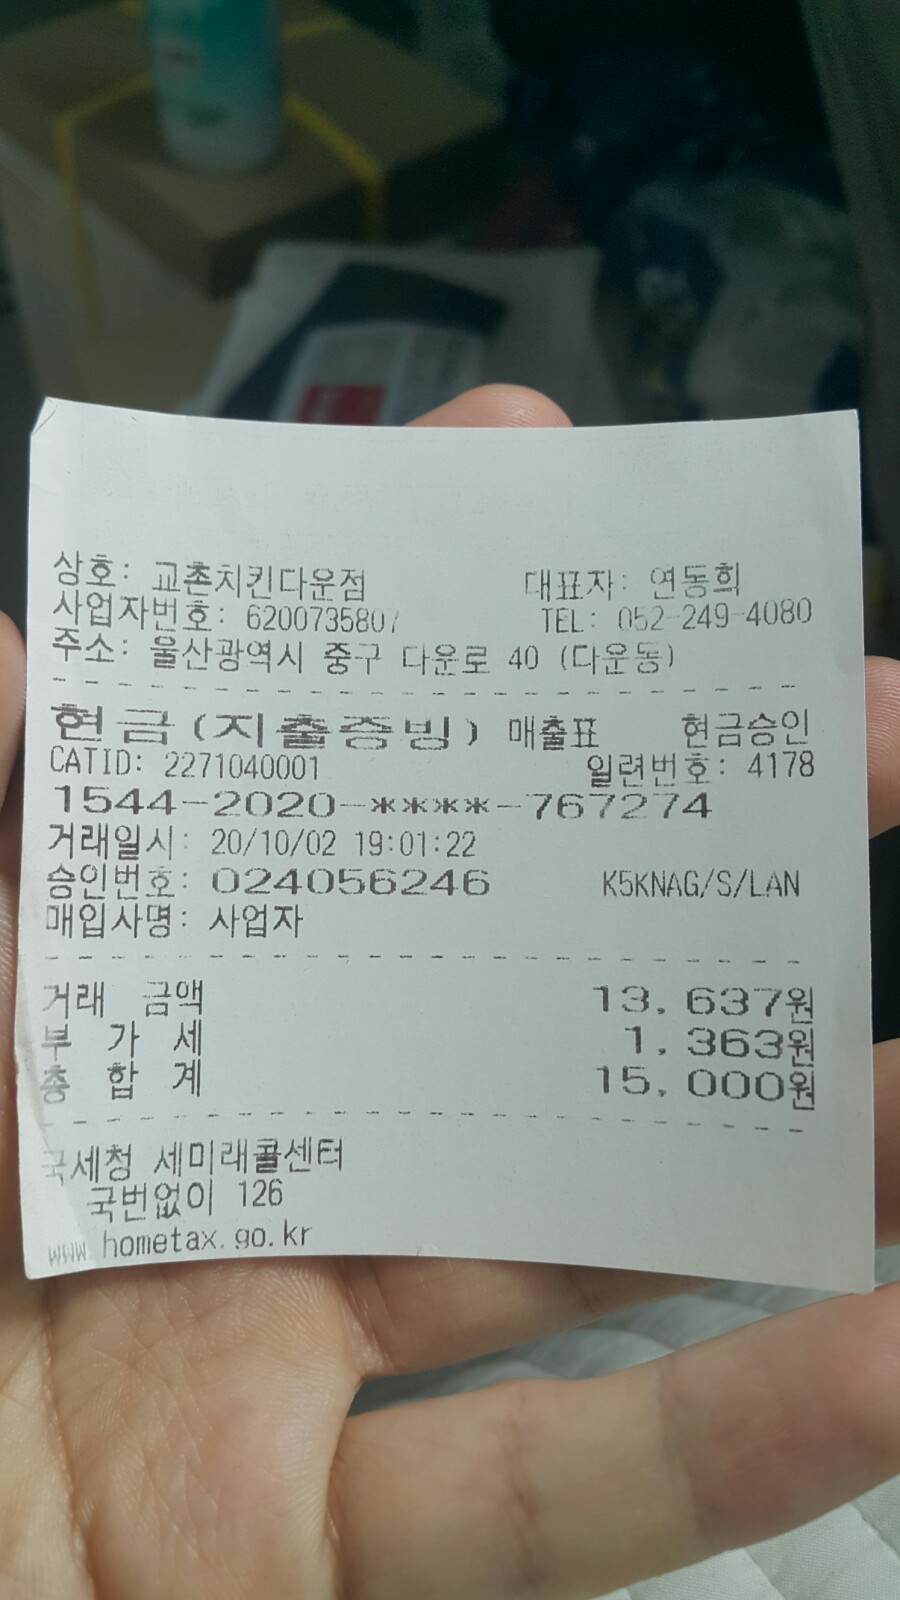 상호: 교촌치킨다운점 대표자: 연동희
사업자번호: 6200735807 TEL: 052-249-4080
주소: 울산광역시 중구 다운로 40 (다운동)
현금(지출증빙) 매출표 현금승인
CATID: 2271040001 일련번호: 4178
1544-2020-****-767274
거래일시: 20/10/02 19:01:22
승인번호: 024056246 K5KNAG/S/LAN
매입사명: 사업자
거래 금액 13,637원
부 가 세 1,363원
총 합 계 15,000원
국세청 세미래콜센터
국번없이 126
www.hometax.go.kr